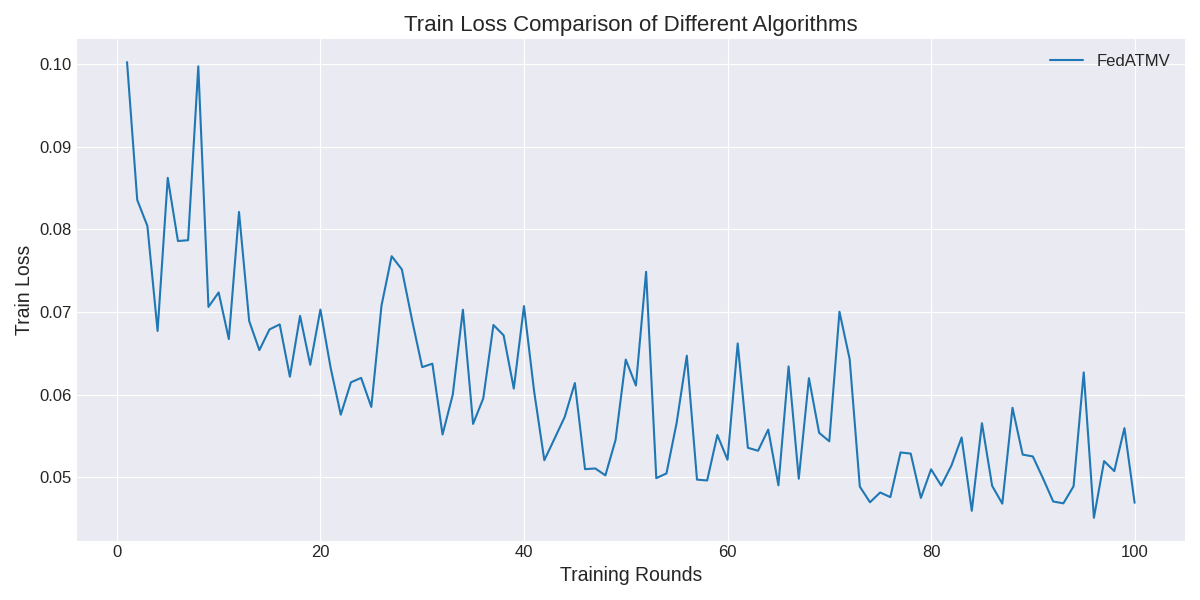 Train Loss Comparison of Different Algorithms
FedATMV
0.10
0.09
0.08
0.07
0.06
0.05
Train Loss
0 20 40 60 80 100
Training Rounds